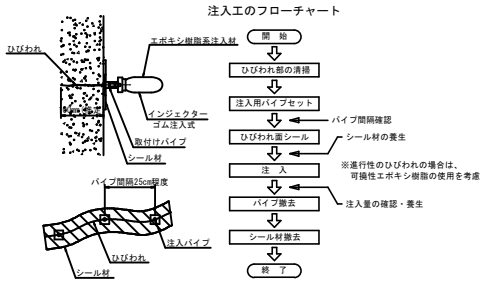 注入工のフローチャート
エポキシ樹脂系注入材
ひびわれ
インジェクター
ゴム注入式
取付けパイプ
シール材
パイプ間隔25cm程度
注入パイプ
ひびわれ
シール材
開　始
ひびわれ部の清掃
注入用パイプセット
パイプ間隔確認
ひびわれ面シール
シール材の養生
注　入
※進行性のひびわれの場合は、
可撓性エポキシ樹脂の使用を考慮
注入量の確認・養生
パイプ撤去
シール材撤去
終　了